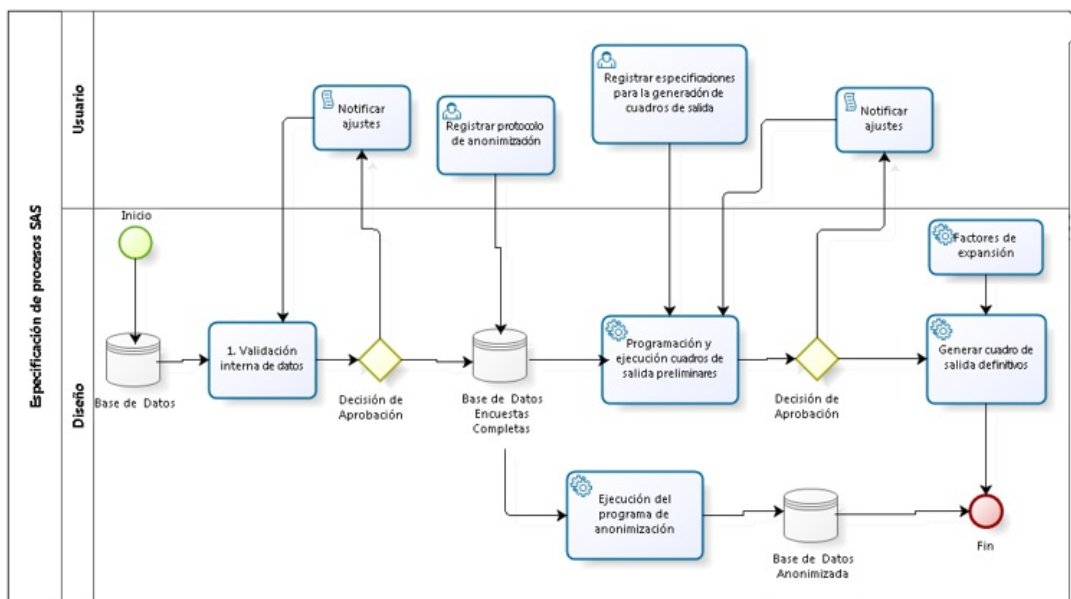 Especificación de procesos SAS
Usuario
Notificar
ajustes
Registrar protocolo
de anonimización
Registrar especificaciones
para la generación de
cuadros de salida
Notificar
ajustes
Diseño
Inicio
Base de Datos
1. Validación
interna de datos
Decisión de
Aprobación
Base de Datos
Encuestas
Completas
Programación y
ejecución cuadros de
salida preliminares
Decisión de
Aprobación
Factores de
expansión
Generar cuadro de
salida definitivos
Ejecución del
programa de
anonimización
Base de Datos
Anonimizada
Fin